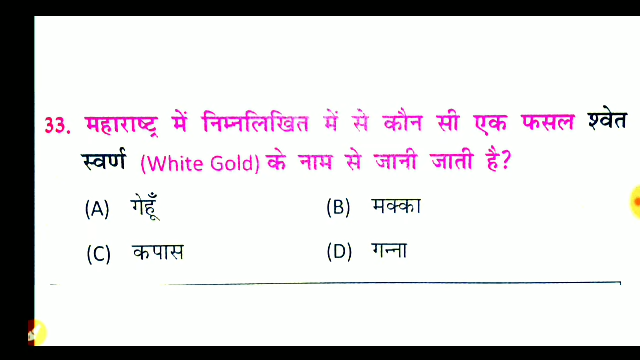 33. महाराष्ट्र में निम्नलिखित में से कौन सी एक फसल श्वेत
स्वर्ण (White Gold) के नाम से जानी जाती है?
(A) गेहूँ (B) मक्का
(C) कपास (D) गन्ना